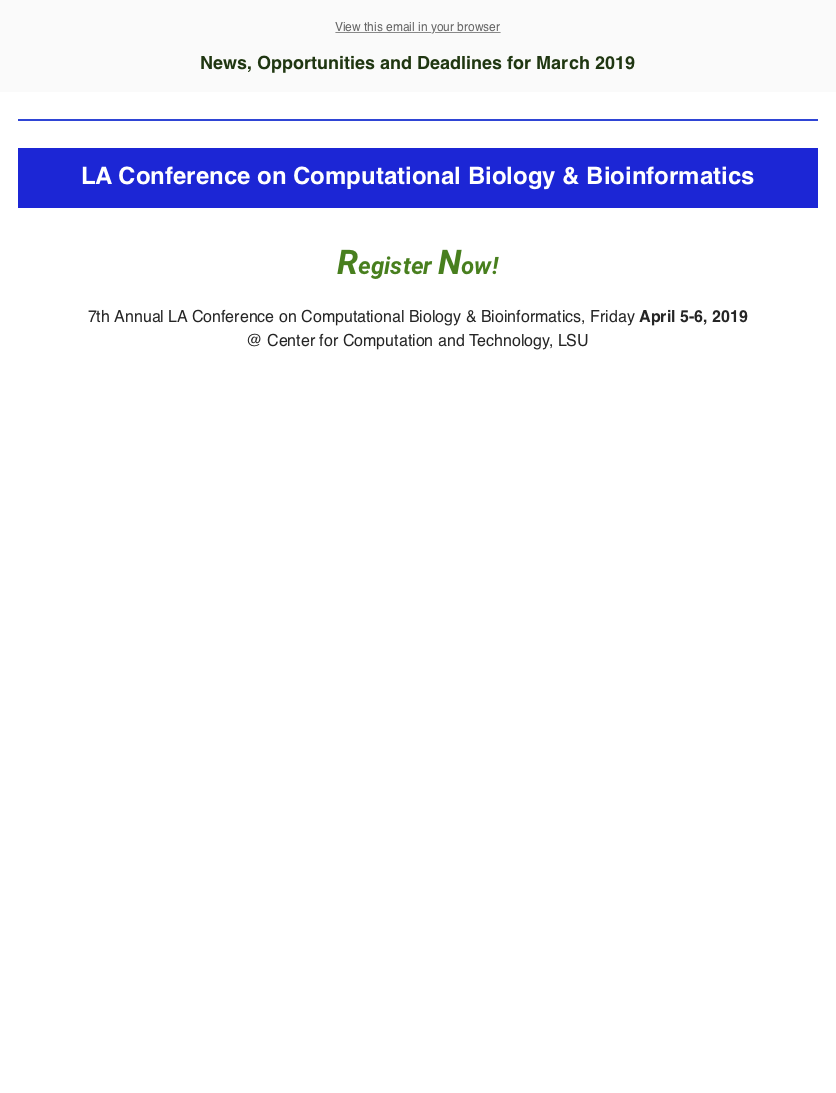 View this email in your browser
News, Opportunities and Deadlines for March 2019
LA Conference on Computational Biology & Bioinformatics
Register Now!
7th Annual LA Conference on Computational Biology & Bioinformatics, Friday April 5-6, 2019
@ Center for Computation and Technology, LSU